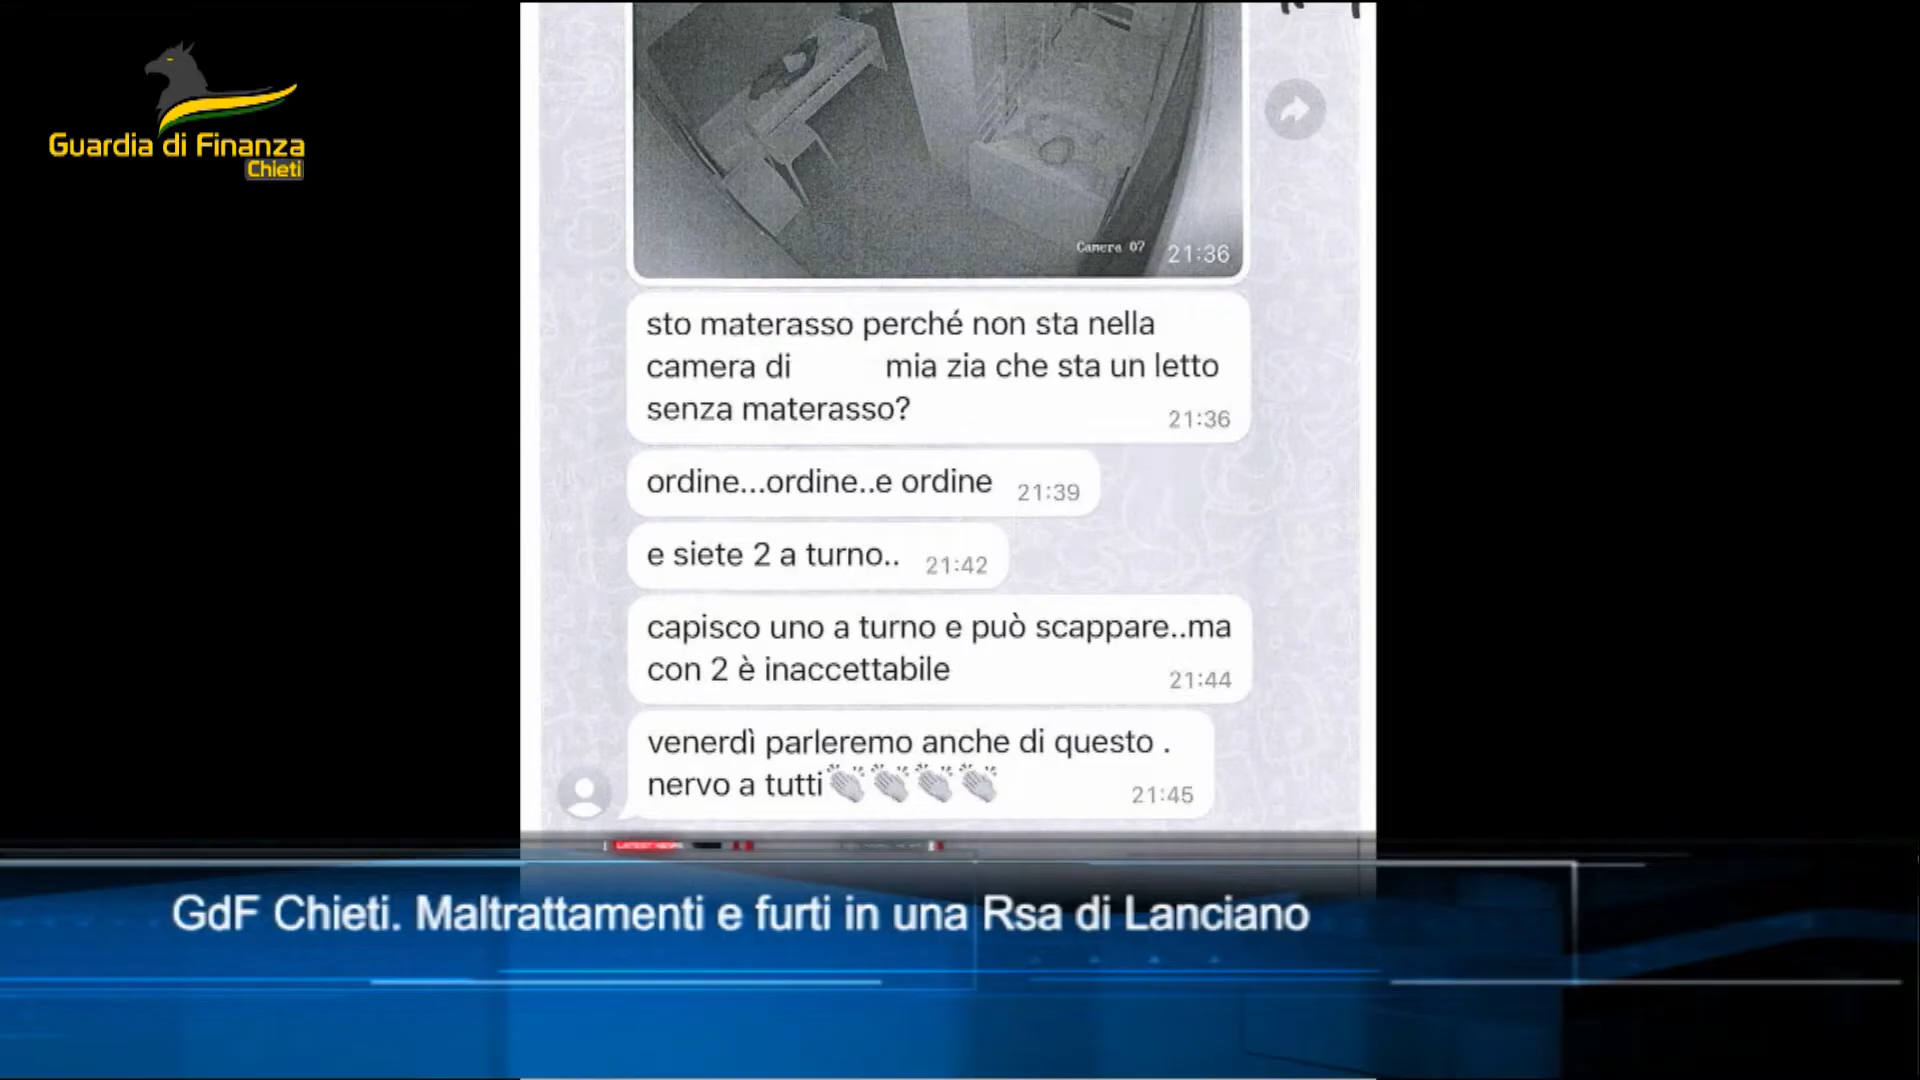 Guardia di Finanza
Chieti
Camera 07
21:36
sto materasso perché non sta nella
camera di mia zia che sta un letto
senza materasso?
21:36
ordine...ordine..e ordine
21:39
e siete 2 a turno..
21:42
capisco uno a turno e può scappare..ma
con 2 è inaccettabile
21:44
venerdì parleremo anche di questo .
nervo a tutti👏👏👏👏
21:45
LATEST NEWS
GdF Chieti. Maltrattamenti e furti in una Rsa di Lanciano